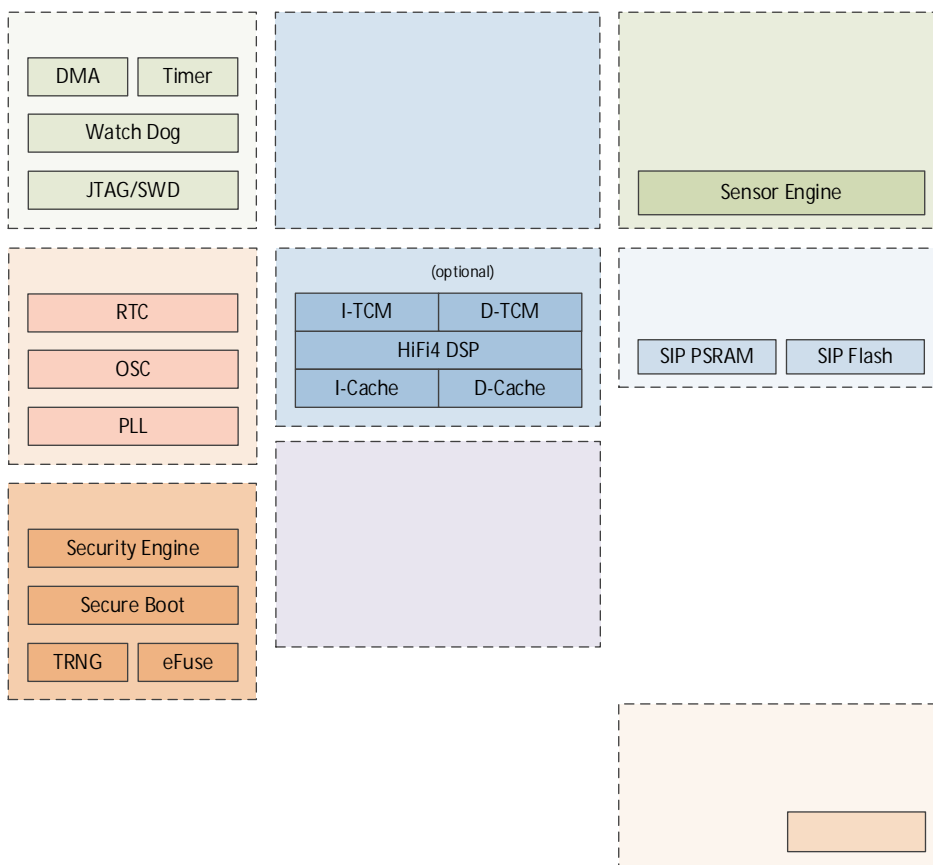 DMA
Timer
Watch Dog
JTAG/SWD
Sensor Engine
RTC
OSC
PLL
(optional)
I-TCM
D-TCM
HiFi4 DSP
I-Cache
D-Cache
SIP PSRAM
SIP Flash
Security Engine
Secure Boot
TRNG
eFuse